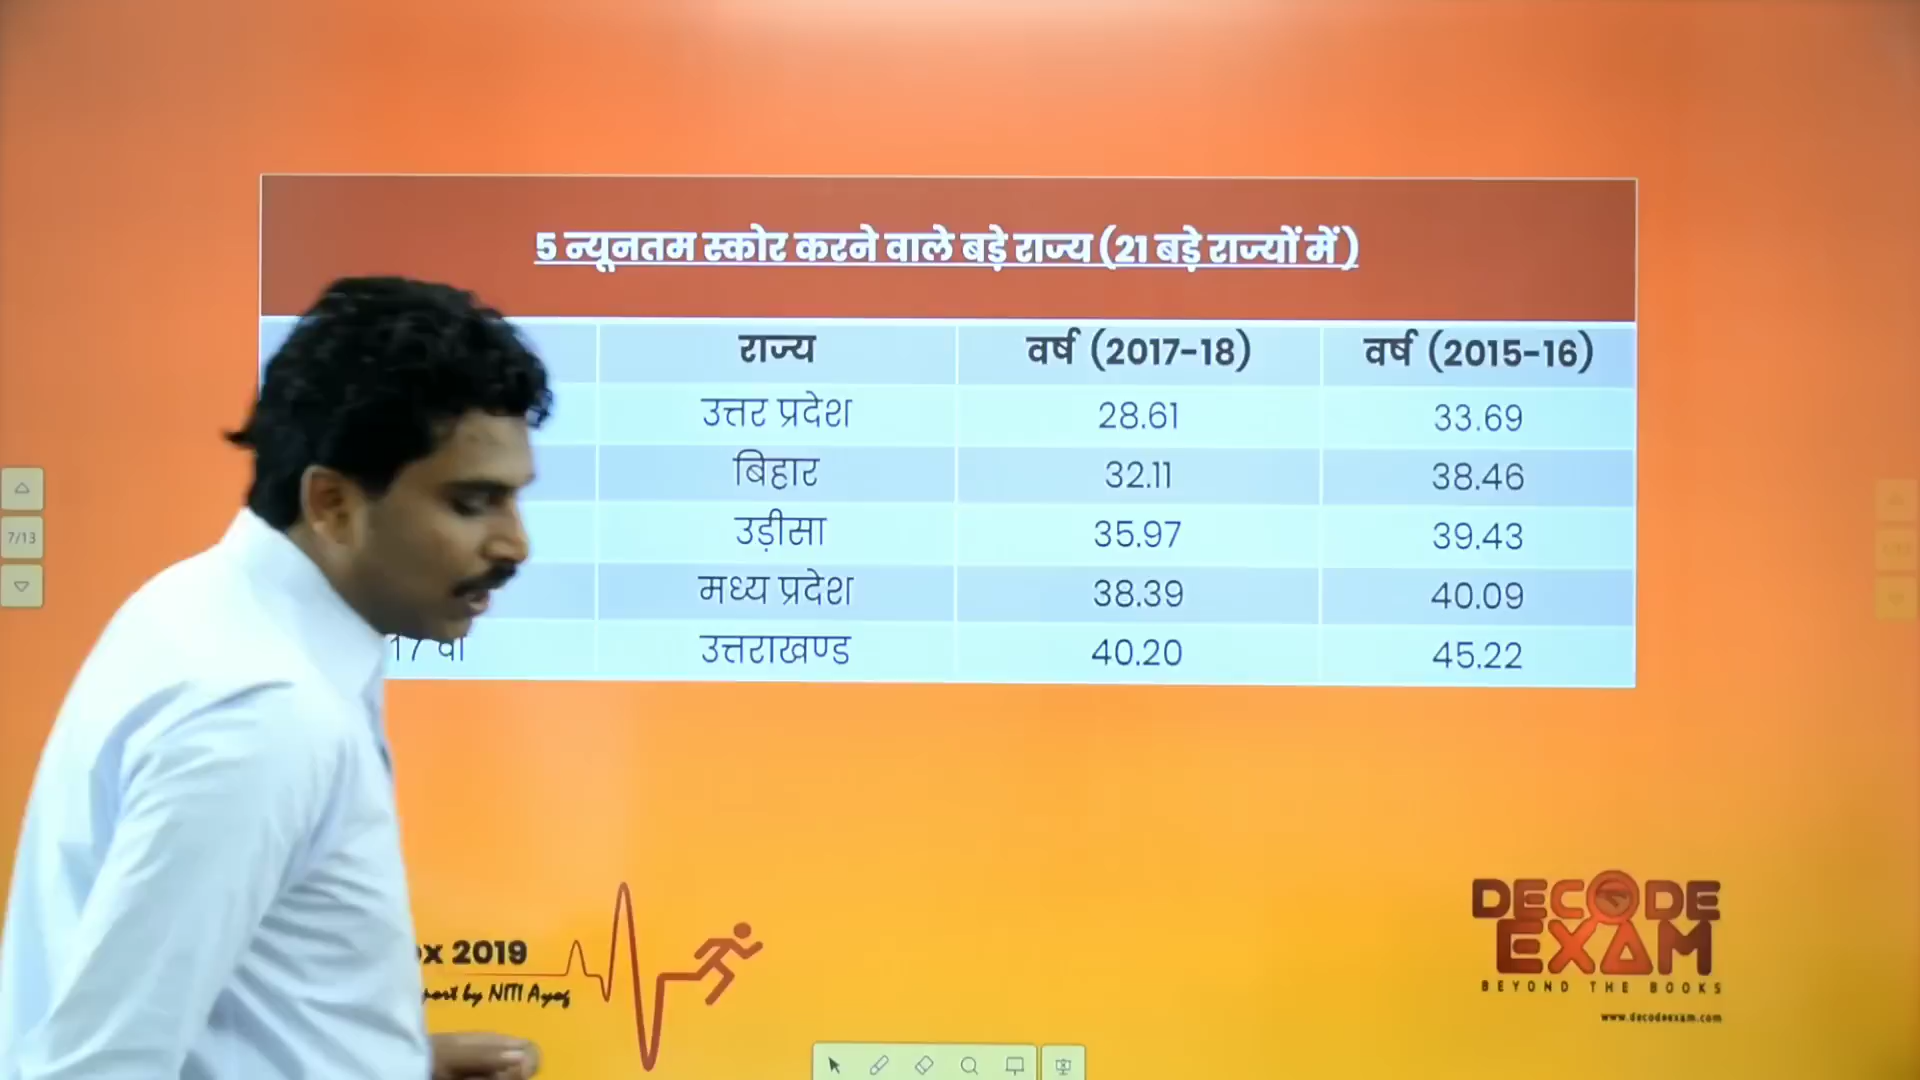 5 न्यूनतम स्कोर करने वाले बड़े राज्य (21 बड़े राज्यों में)
राज्य वर्ष (2017-18) वर्ष (2015-16)
उत्तर प्रदेश 28.61 33.69
बिहार 32.11 38.46
उड़ीसा 35.97 39.43
मध्य प्रदेश 38.39 40.09
17 वां उत्तराखण्ड 40.20 45.22
7/13
2019
by NITI Ayog
DECODE
EXAM
BEYOND THE BOOKS
www.decodeexam.com